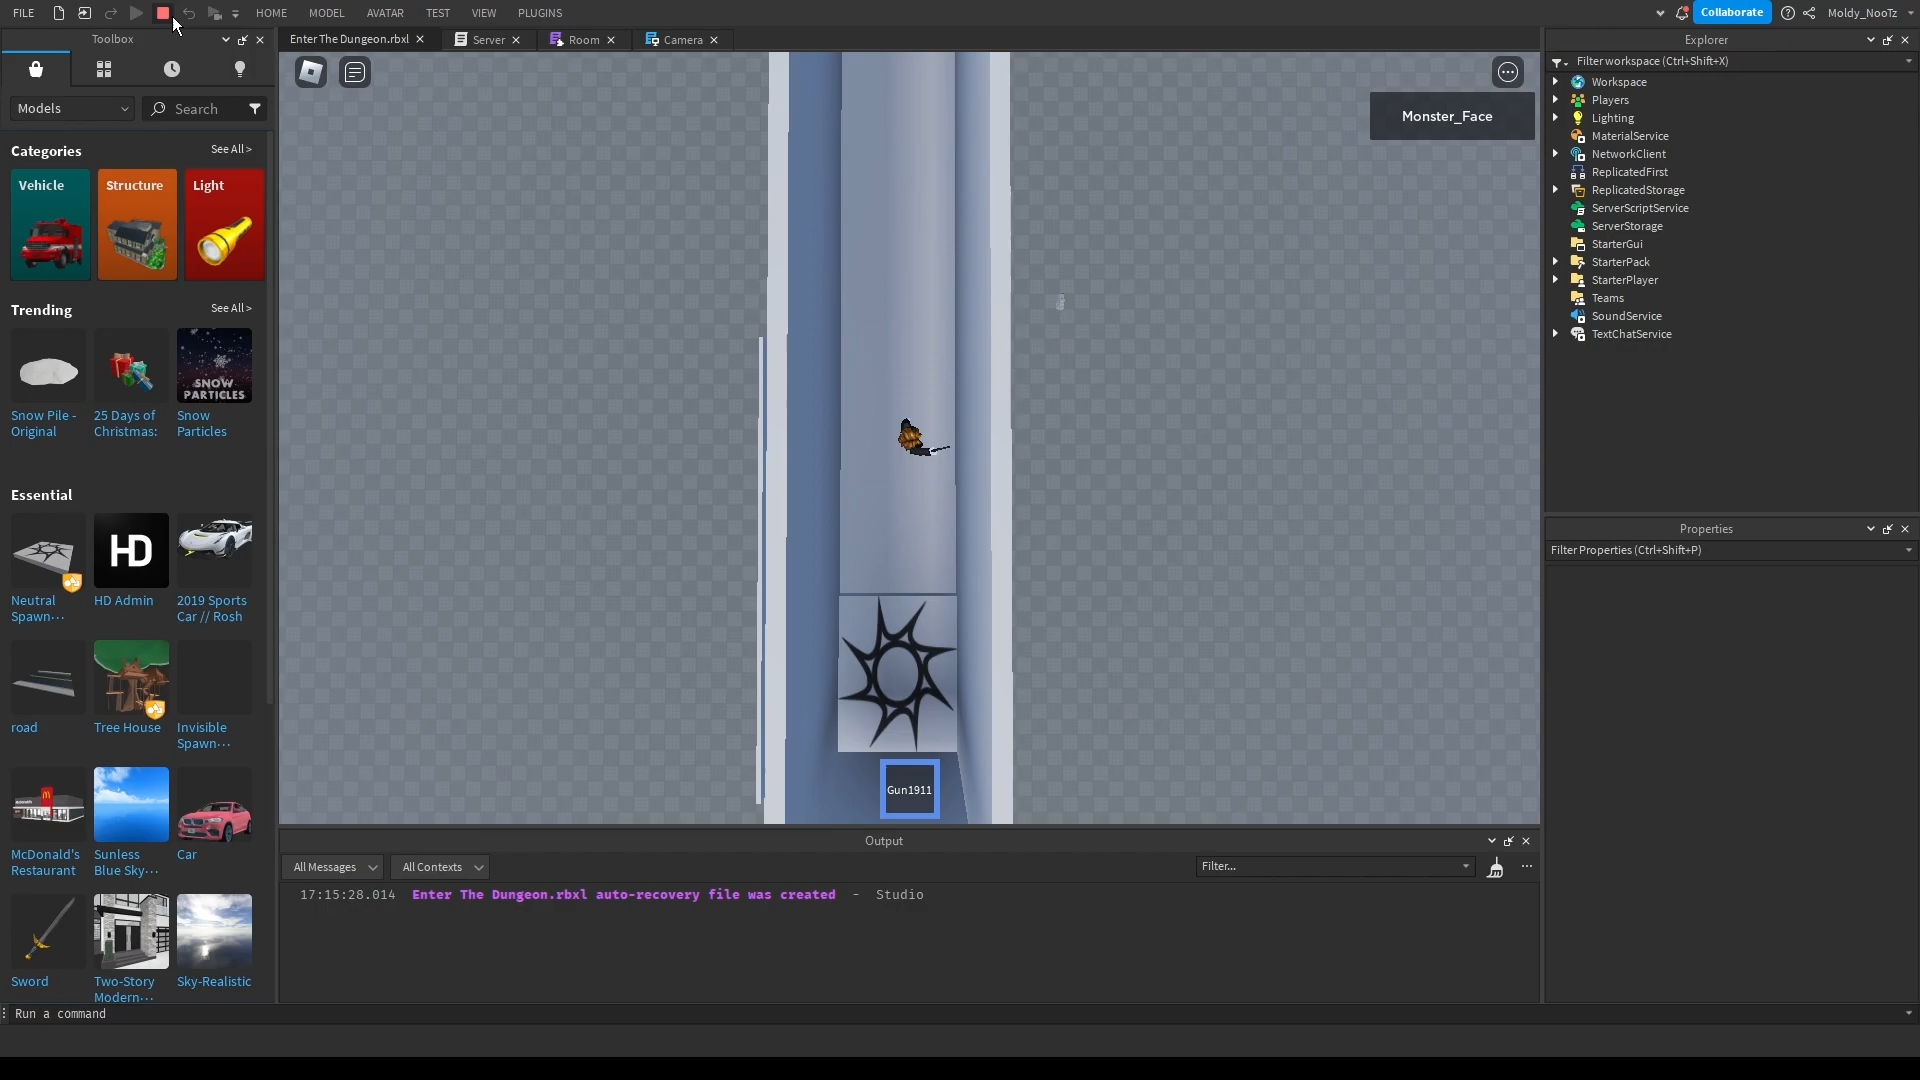 FILE
HOME
MODEL
AVATAR
TEST
VIEW
PLUGINS
Collaborate
Moldy_NooTz
Toolbox
Enter The Dungeon.rbxl
Server
Room
Camera
Explorer
Filter workspace (Ctrl+Shift+X)
Models
Search
Categories
See All >
Vehicle
Structure
Light
Trending
See All >
SNOW
PARTICLES
Snow Pile -
Original
25 Days of
Christmas:
Snow
Particles
Essential
HD
Neutral
Spawn...
HD Admin
2019 Sports
Car // Rosh
road
Tree House
Invisible
Spawn...
McDonald's
Restaurant
Sunless
Blue Sky...
Car
Sword
Two-Story
Modern...
Sky-Realistic
Monster_Face
Gun1911
Workspace
Players
Lighting
MaterialService
NetworkClient
ReplicatedFirst
ReplicatedStorage
ServerScriptService
ServerStorage
StarterGui
StarterPack
StarterPlayer
Teams
SoundService
TextChatService
Properties
Filter Properties (Ctrl+Shift+P)
Output
All Messages
All Contexts
Filter...
17:15:28.014 Enter The Dungeon.rbxl auto-recovery file was created - Studio
Run a command